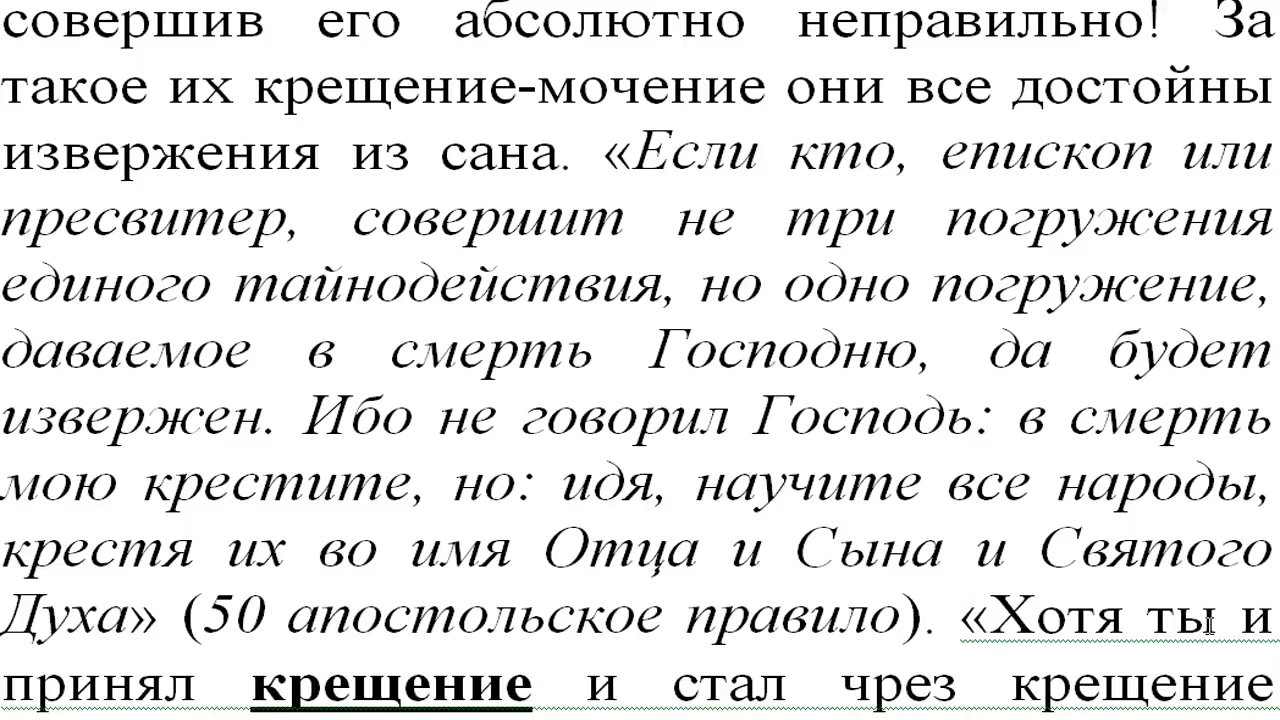 совершив его абсолютно неправильно! За
такое их крещение-мочение они все достойны
извержения из сана. «Если кто, епископ или
пресвитер, совершит не три погружения
единого тайнодействия, но одно погружение,
даваемое в смерть Господню, да будет
извержен. Ибо не говорил Господь: в смерть
мою крестите, но: идя, научите все народы,
крестя их во имя Отца и Сына и Святого
Духа» (50 апостольское правило). «Хотя ты и
принял крещение и стал чрез крещение